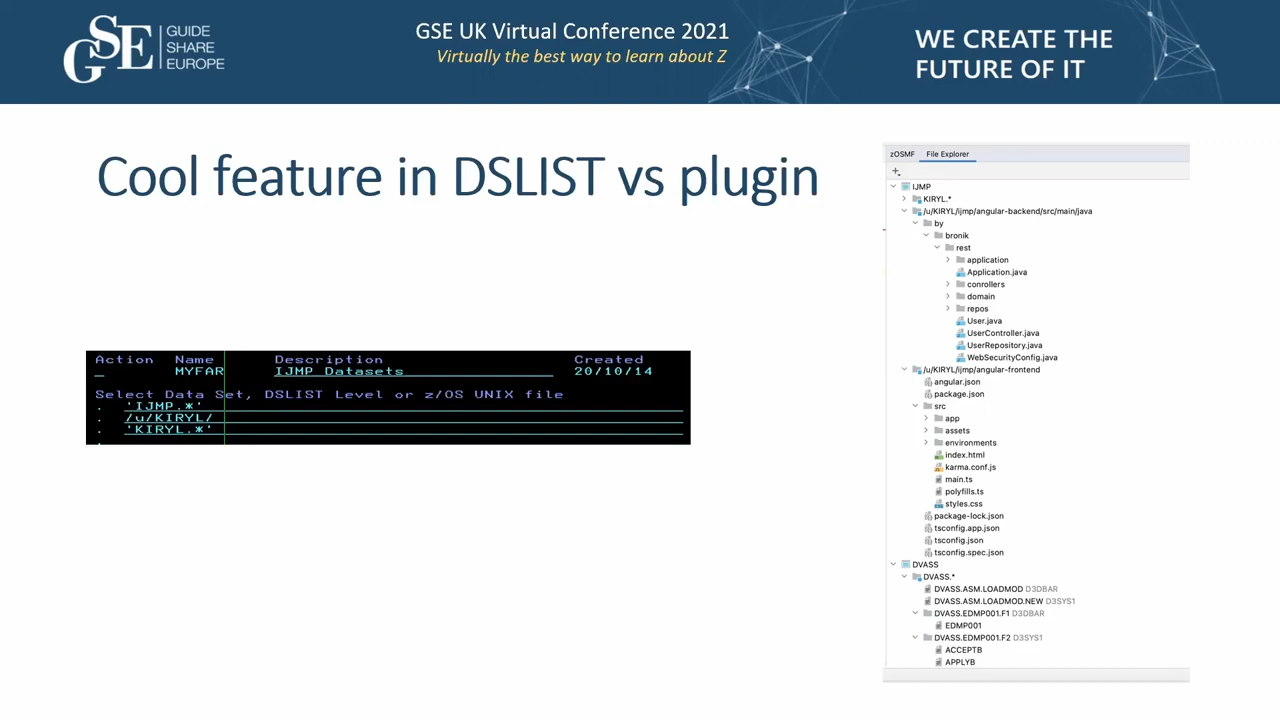 GSE
GUIDE
SHARE
EUROPE
GSE UK Virtual Conference 2021
Virtually the best way to learn about Z
WE CREATE THE
FUTURE OF IT
Cool feature in DSLIST vs plugin
Action Name Description Created
MYFAR IJMP Datasets 20/10/14
Select Data Set, DSLIST Level or z/OS UNIX file
. 'IJMP.*'
. /u/KIRYL/
. 'KIRYL.*'
zOSMF File Explorer
IJMP
KIRYL.*
/u/KIRYL/ijmp/angular-backend/src/main/java
by
bronik
rest
application
Application.java
conrollers
domain
repos
User.java
UserController.java
UserRepository.java
WebSecurityConfig.java
/u/KIRYL/ijmp/angular-frontend
angular.json
package.json
src
app
assets
environments
index.html
karma.conf.js
main.ts
polyfills.ts
styles.css
package-lock.json
tsconfig.app.json
tsconfig.json
tsconfig.spec.json
DVASS
DVASS.*
DVASS.ASM.LOADMOD D3DBAR
DVASS.ASM.LOADMOD.NEW D3SYS1
DVASS.EDMP001.F1 D3DBAR
EDMP001
DVASS.EDMP001.F2 D3SYS1
ACCEPTB
APPLYB